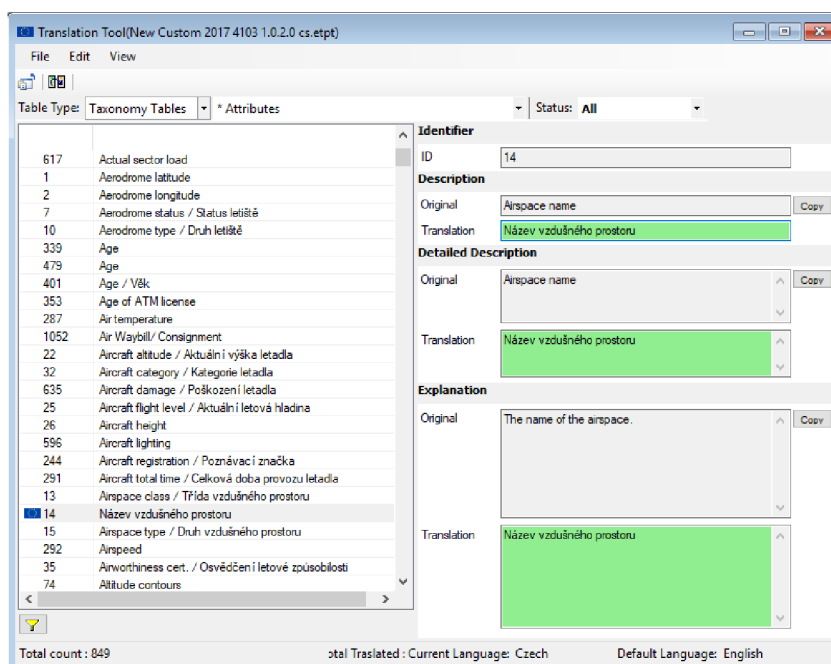 Translation Tool(New Custom 2017 4103 1.0.2.0 cs.etpt)
File Edit View
Table Type: Taxonomy Tables * Attributes Status: All
617 Actual sector load
1 Aerodrome latitude
2 Aerodrome longitude
7 Aerodrome status / Status letiště
10 Aerodrome type / Druh letiště
339 Age
479 Age
401 Age / Věk
353 Age of ATM license
287 Air temperature
1052 Air Waybill/ Consignment
22 Aircraft altitude / Aktuální výška letadla
32 Aircraft category / Kategorie letadla
635 Aircraft damage / Poškození letadla
25 Aircraft flight level / Aktuální letová hladina
26 Aircraft height
596 Aircraft lighting
244 Aircraft registration / Poznávací značka
291 Aircraft total time / Celková doba provozu letadla
13 Airspace class / Třída vzdušného prostoru
14 Název vzdušného prostoru
15 Airspace type / Druh vzdušného prostoru
292 Airspeed
35 Airworthiness cert. / Osvědčení letové způsobilosti
74 Altitude contours
Identifier
ID 14
Description
Original Airspace name Copy
Translation Název vzdušného prostoru
Detailed Description
Original Airspace name Copy
Translation Název vzdušného prostoru
Explanation
Original The name of the airspace. Copy
Translation Název vzdušného prostoru
Total count : 849 otal Traslated : Current Language: Czech Default Language: English